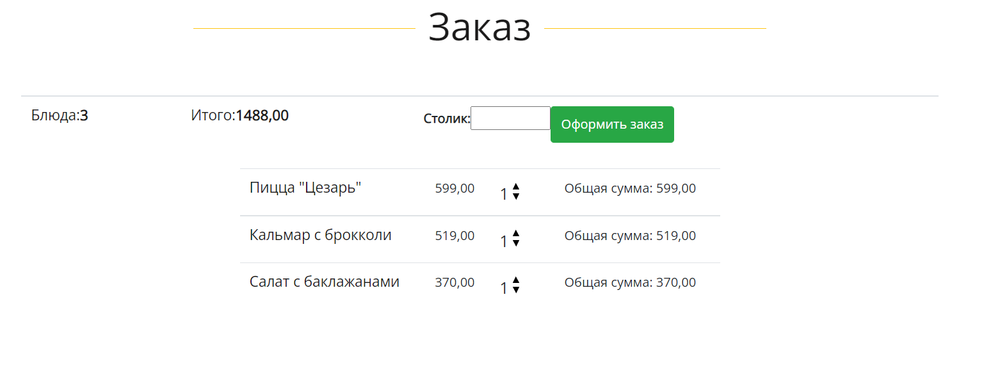 Заказ
Блюда:3 Итого:1488,00 Столик: Оформить заказ
Пицца "Цезарь" 599,00 1 Общая сумма: 599,00
Кальмар с брокколи 519,00 1 Общая сумма: 519,00
Салат с баклажанами 370,00 1 Общая сумма: 370,00